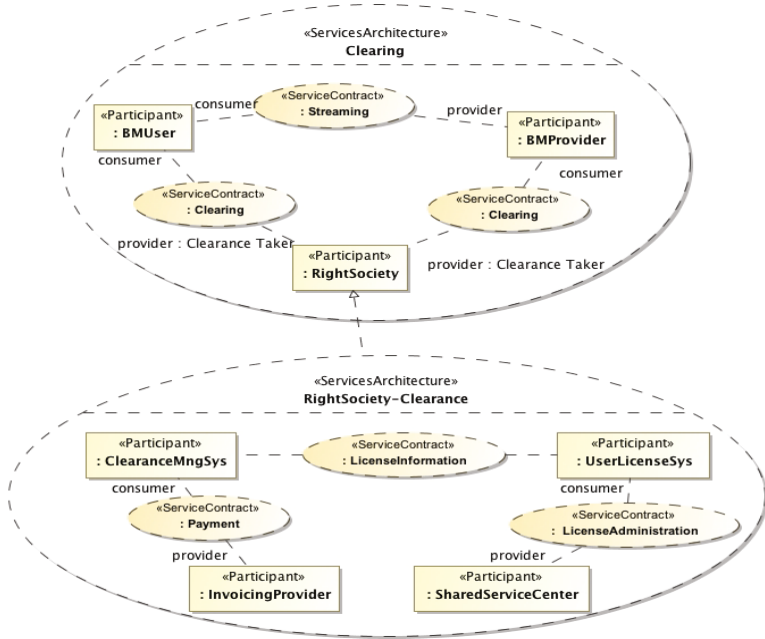 «ServicesArchitecture»
Clearing
consumer
«ServiceContract»
: Streaming
provider
«Participant»
: BMUser
«Participant»
: BMProvider
consumer
consumer
«ServiceContract»
: Clearing
«ServiceContract»
: Clearing
provider : Clearance Taker
«Participant»
: RightSociety
provider : Clearance Taker
«ServicesArchitecture»
RightSociety-Clearance
«Participant»
: ClearanceMngSys
«ServiceContract»
: LicenseInformation
«Participant»
: UserLicenseSys
consumer
consumer
«ServiceContract»
: Payment
«ServiceContract»
: LicenseAdministration
provider
provider
«Participant»
: InvoicingProvider
«Participant»
: SharedServiceCenter